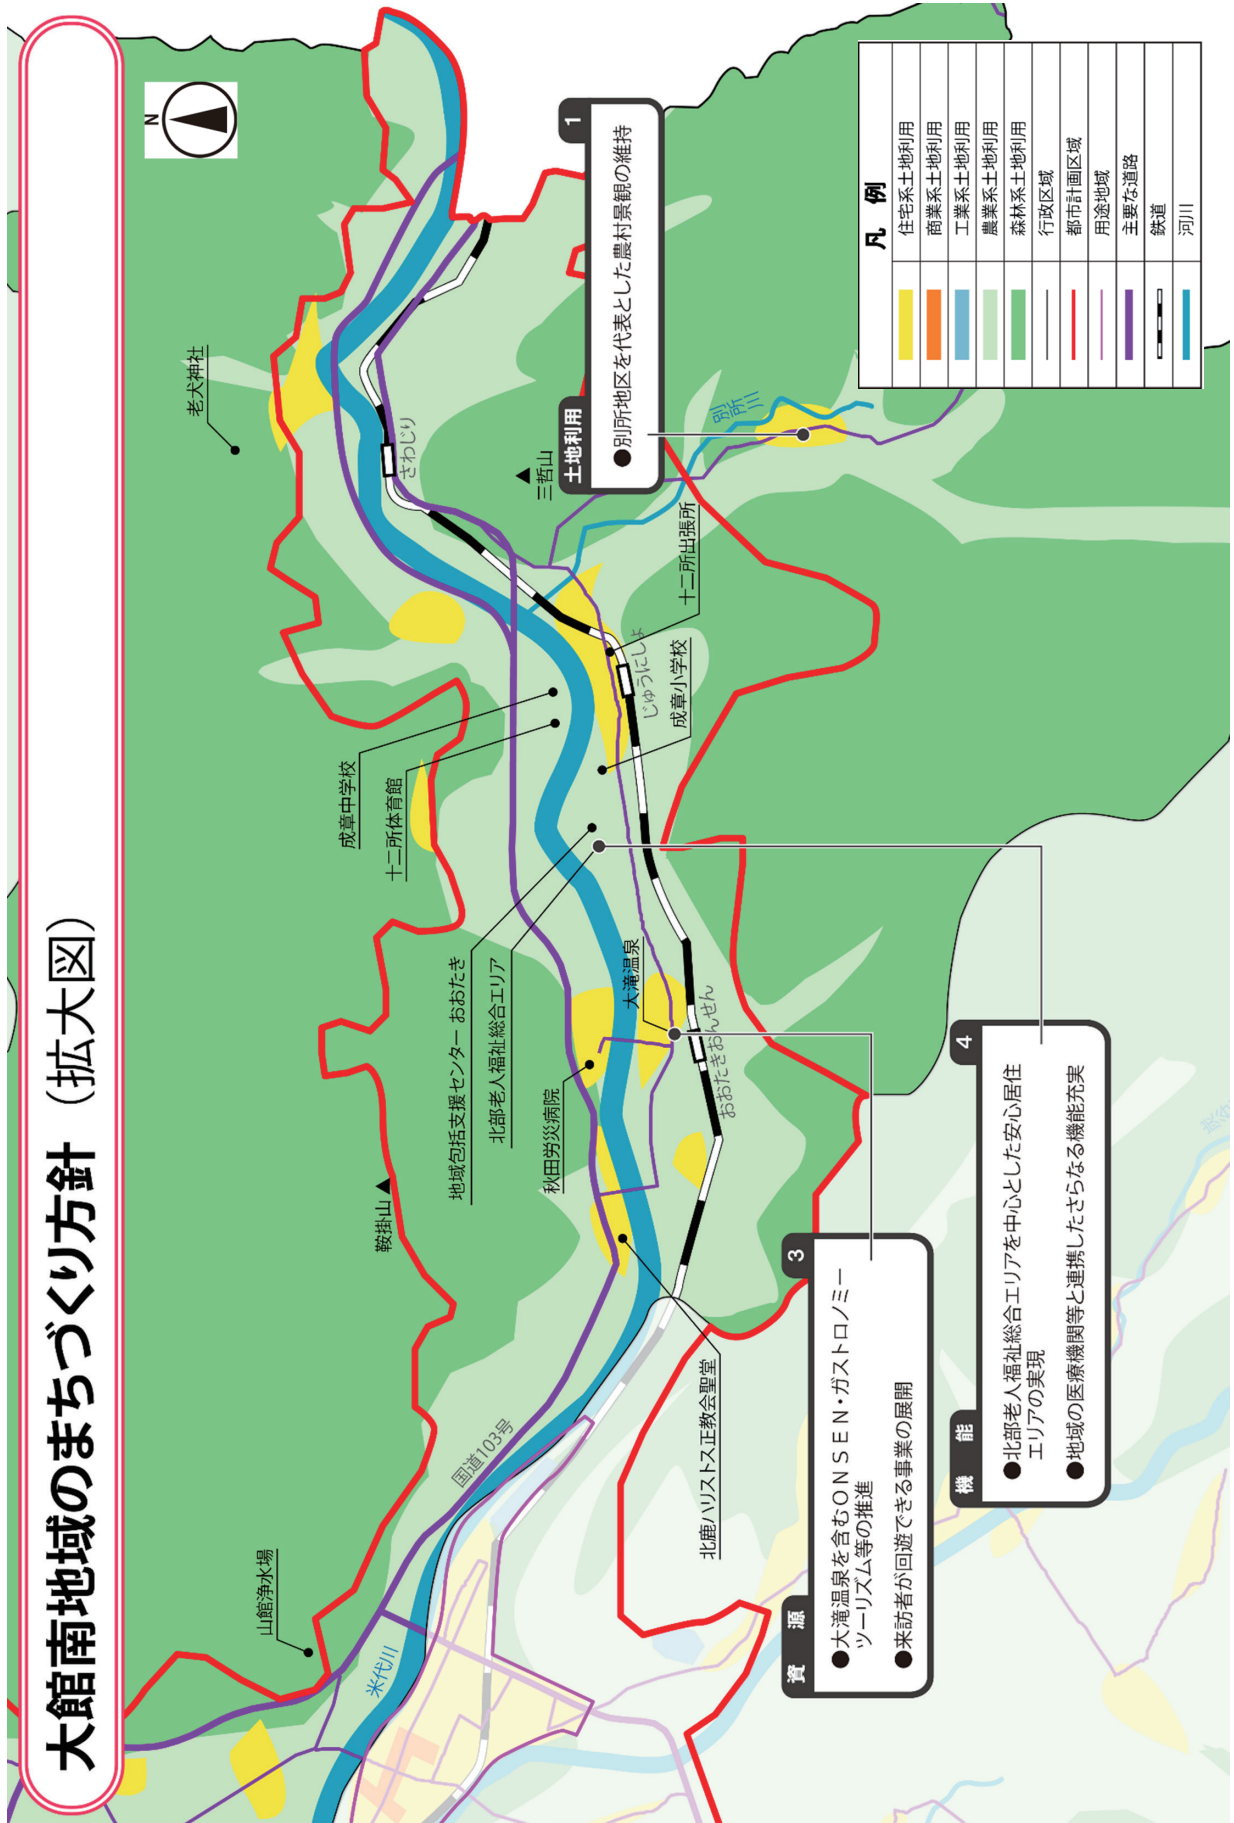 大館南地域のまちづくり方針（拡大図）
N
老犬神社
さわじり
三哲山
別所川
土地利用 1
●別所地区を代表とした農村景観の維持
凡 例
住宅系土地利用
商業系土地利用
工業系土地利用
農業系土地利用
森林系土地利用
行政区域
都市計画区域
用途地域
主要な道路
鉄道
河川
成章中学校
十二所体育館
十二所出張所
じゅうにしょ
成章小学校
地域包括支援センター おおたき
北部老人福祉総合エリア
大滝温泉
秋田労災病院
おおたきおんせん
鞍掛山
北鹿ハリストス正教会聖堂
国道103号
山館浄水場
米代川
資 源 3
●大滝温泉を含むＯＮＳＥＮ・ガストロノミー
ツーリズム等の推進
●来訪者が回遊できる事業の展開
機 能 4
●北部老人福祉総合エリアを中心とした安心居住
エリアの実現
●地域の医療機関等と連携したさらなる機能充実